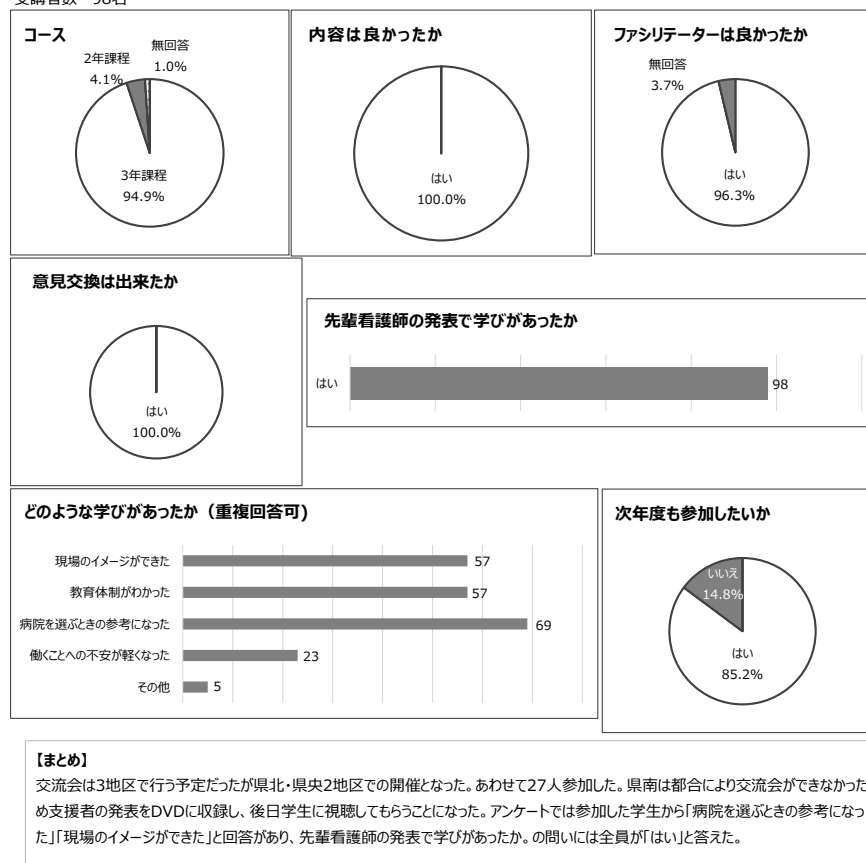 受講者数 98名
コース
無回答
1.0%
2年課程
4.1%
3年課程
94.9%
内容は良かったか
はい
100.0%
ファシリテーターは良かったか
無回答
3.7%
はい
96.3%
意見交換は出来たか
はい
100.0%
先輩看護師の発表で学びがあったか
はい 98
どのような学びがあったか（重複回答可)
現場のイメージができた 57
教育体制がわかった 57
病院を選ぶときの参考になった 69
働くことへの不安が軽くなった 23
その他 5
次年度も参加したいか
いいえ
14.8%
はい
85.2%
【まとめ】
交流会は3地区で行う予定だったが県北・県央2地区での開催となった。あわせて27人参加した。県南は都合により交流会ができなかった
め支援者の発表をDVDに収録し、後日学生に視聴してもらうことになった。アンケートでは参加した学生から「病院を選ぶときの参考になっ
た」「現場のイメージができた」と回答があり、先輩看護師の発表で学びがあったか。の問いには全員が「はい」と答えた。